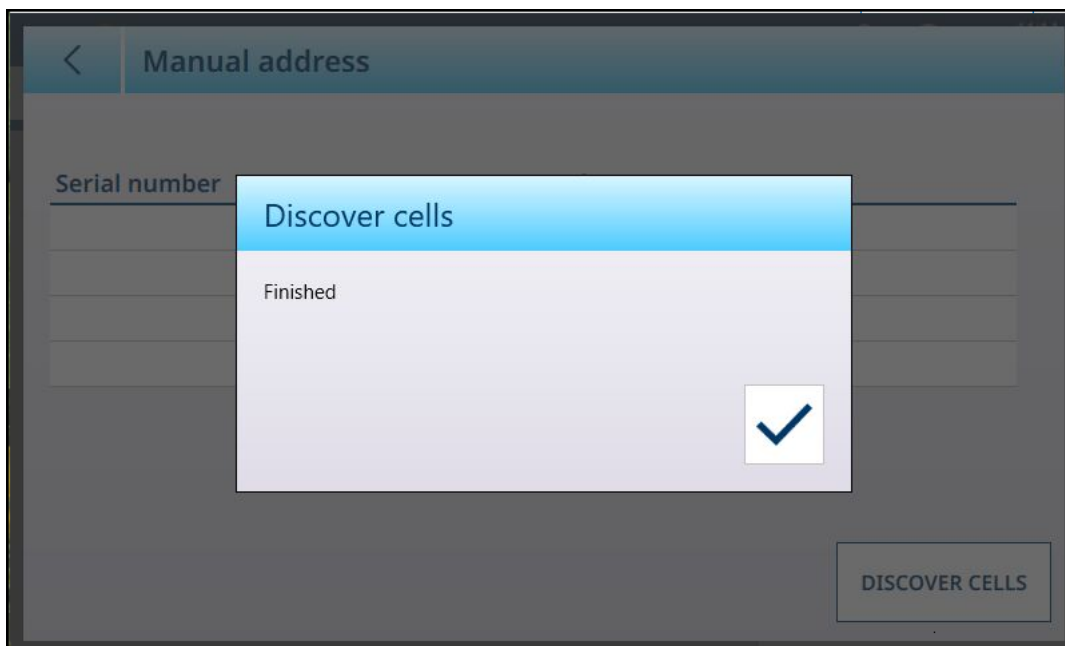 Manual address
Serial number
Discover cells
Finished
DISCOVER CELLS